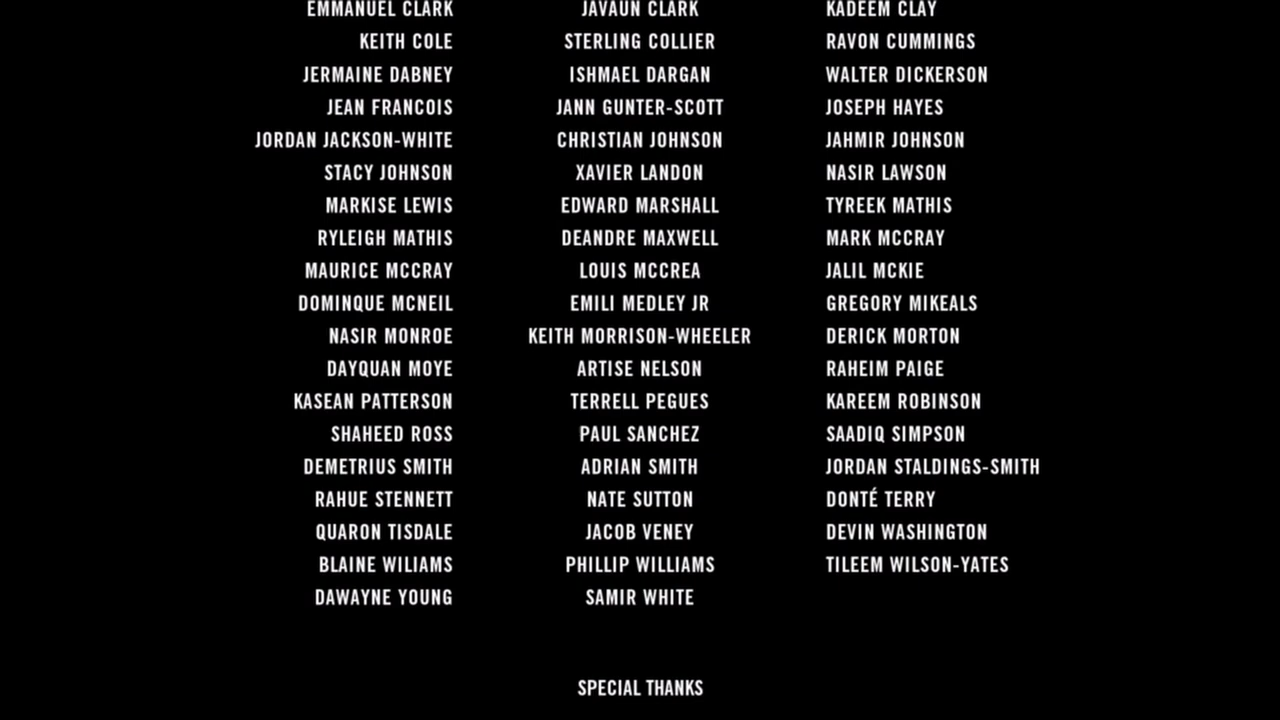 EMMANUEL CLARK JAVAUN CLARK KADEEM CLAY
KEITH COLE STERLING COLLIER RAVON CUMMINGS
JERMAINE DABNEY ISHMAEL DARGAN WALTER DICKERSON
JEAN FRANCOIS JANN GUNTER-SCOTT JOSEPH HAYES
JORDAN JACKSON-WHITE CHRISTIAN JOHNSON JAHMIR JOHNSON
STACY JOHNSON XAVIER LANDON NASIR LAWSON
MARKISE LEWIS EDWARD MARSHALL TYREEK MATHIS
RYLEIGH MATHIS DEANDRE MAXWELL MARK MCCRAY
MAURICE MCCRAY LOUIS MCCREA JALIL MCKIE
DOMINQUE MCNEIL EMILI MEDLEY JR GREGORY MIKEALS
NASIR MONROE KEITH MORRISON-WHEELER DERICK MORTON
DAYQUAN MOYE ARTISE NELSON RAHEIM PAIGE
KASEAN PATTERSON TERRELL PEGUES KAREEM ROBINSON
SHAHEED ROSS PAUL SANCHEZ SAADIQ SIMPSON
DEMETRIUS SMITH ADRIAN SMITH JORDAN STALDINGS-SMITH
RAHUE STENNETT NATE SUTTON DONTÉ TERRY
QUARON TISDALE JACOB VENEY DEVIN WASHINGTON
BLAINE WILIAMS PHILLIP WILLIAMS TILEEM WILSON-YATES
DAWAYNE YOUNG SAMIR WHITE
SPECIAL THANKS